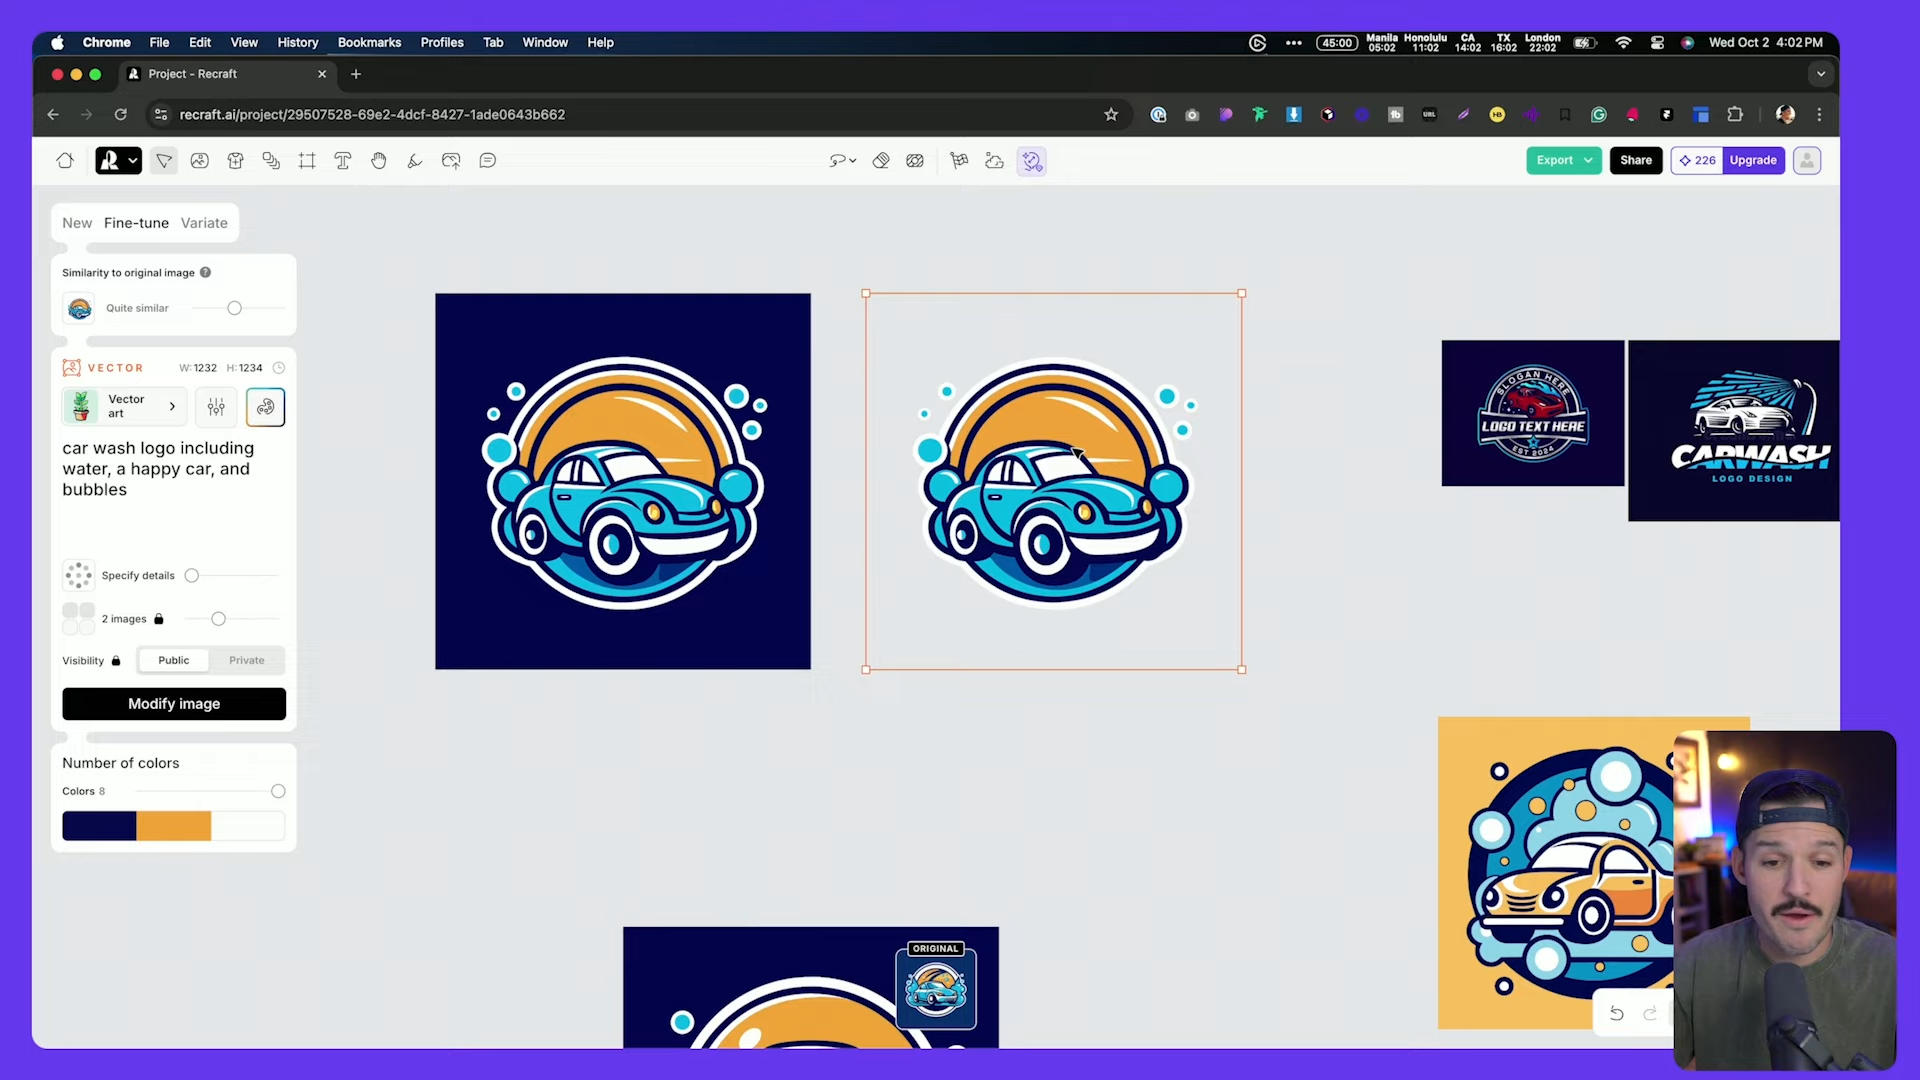 Chrome File Edit View History Bookmarks Profiles Tab Window Help
45:00
Manila 05:02
Honolulu 11:02
CA 14:02
TX 16:02
London 22:02
Wed Oct 2 4:02 PM
Project - Recraft
recraft.ai/project/29507528-69e2-4dcf-8427-1ade0643b662
Export
Share
226
Upgrade
New Fine-tune Variate
Similarity to original image
Quite similar
VECTOR W: 1232 H: 1234
Vector art
car wash logo including
water, a happy car, and
bubbles
Specify details
2 images
Visibility Public Private
Modify image
Number of colors
Colors 8
SLOGAN HERE
LOGO TEXT HERE
EST 2024
CARWASH
LOGO DESIGN
ORIGINAL